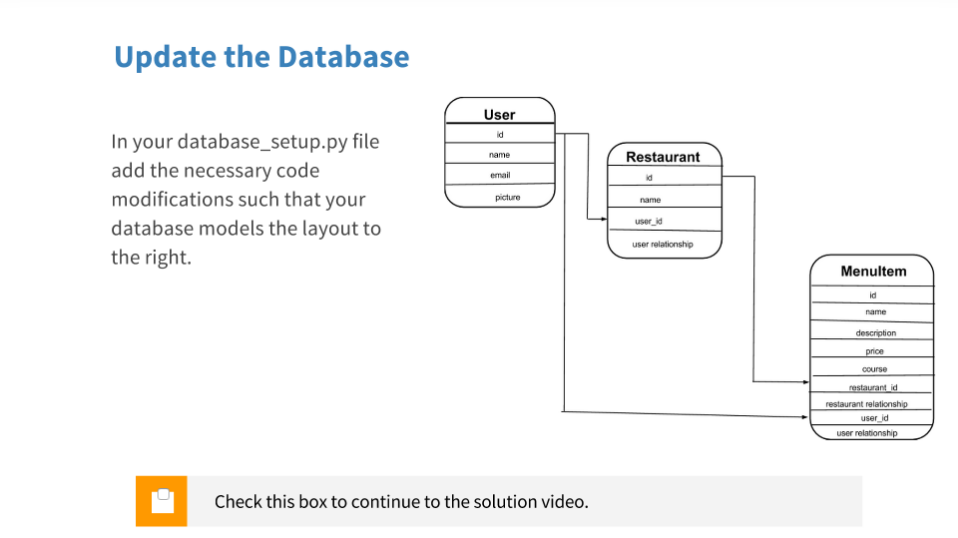 Update the Database
In your database_setup.py file
add the necessary code
modifications such that your
database models the layout to
the right.
User
id
name
email
picture
Restaurant
id
name
user_id
user relationship
MenuItem
id
name
description
price
course
restaurant_id
restaurant relationship
user_id
user relationship
Check this box to continue to the solution video.